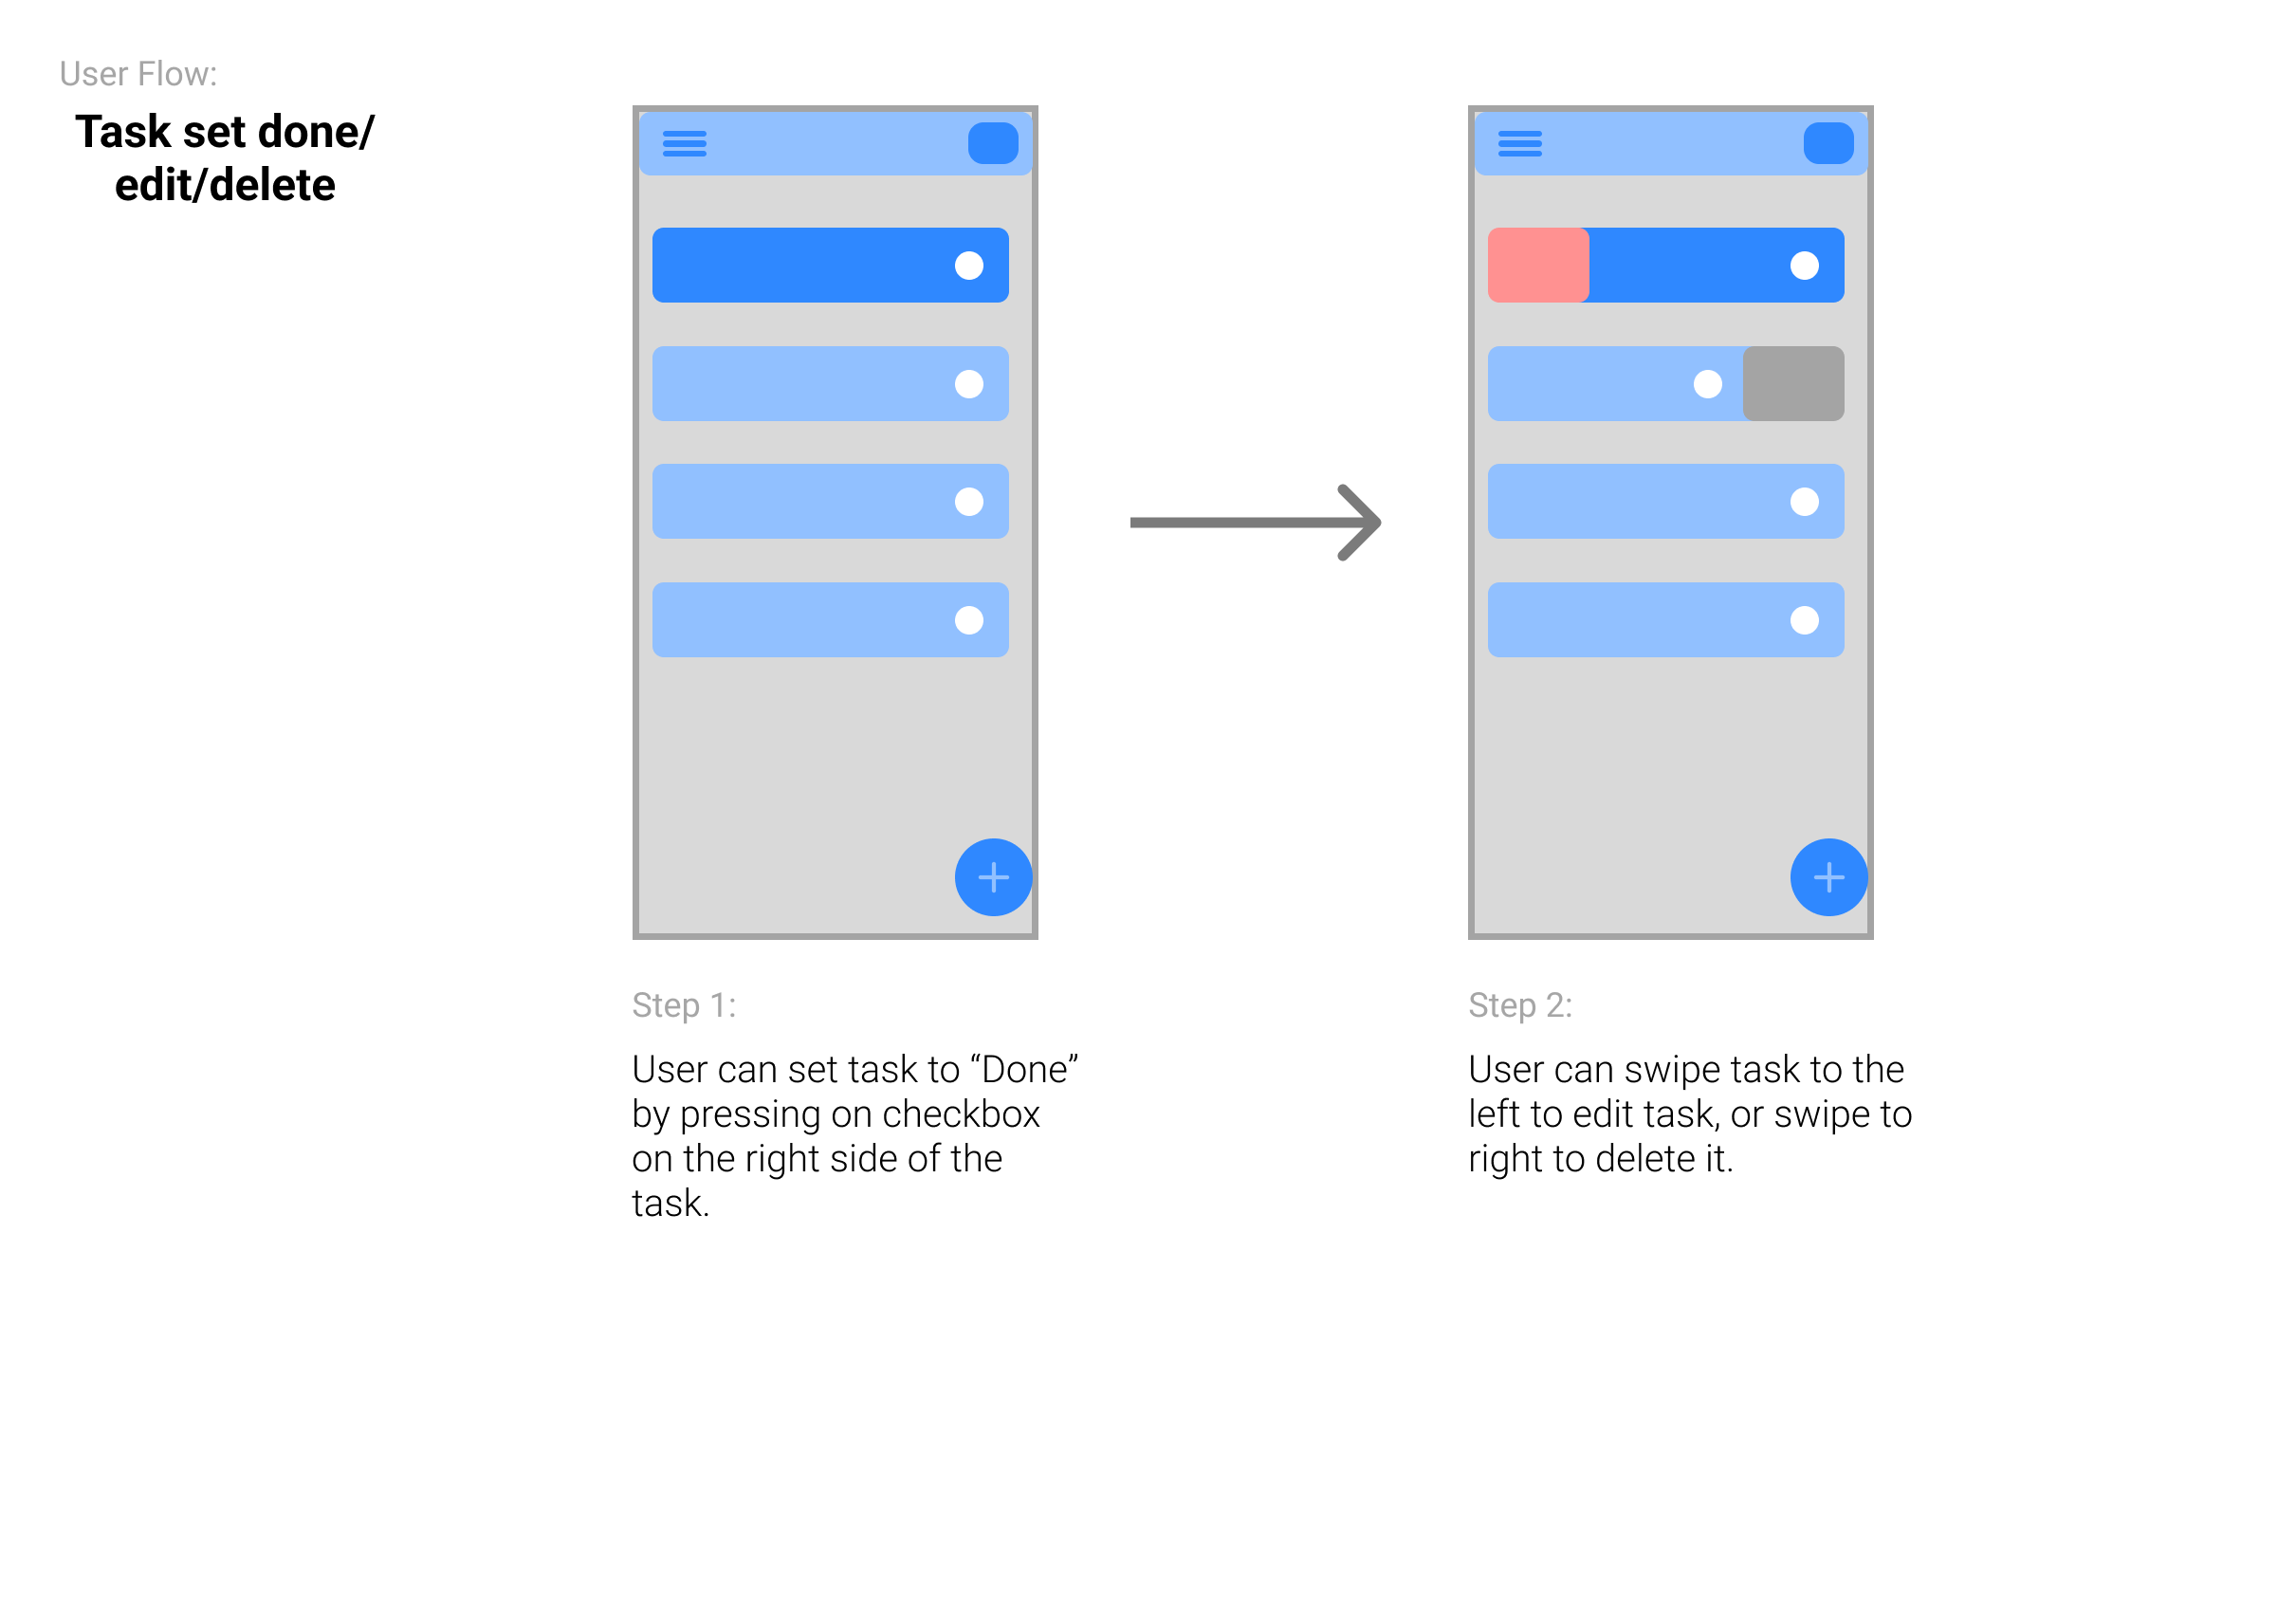 User Flow:
Task set done/
edit/delete
Step 1:
User can set task to “Done”
by pressing on checkbox
on the right side of the
task.
Step 2:
User can swipe task to the
left to edit task, or swipe to
right to delete it.